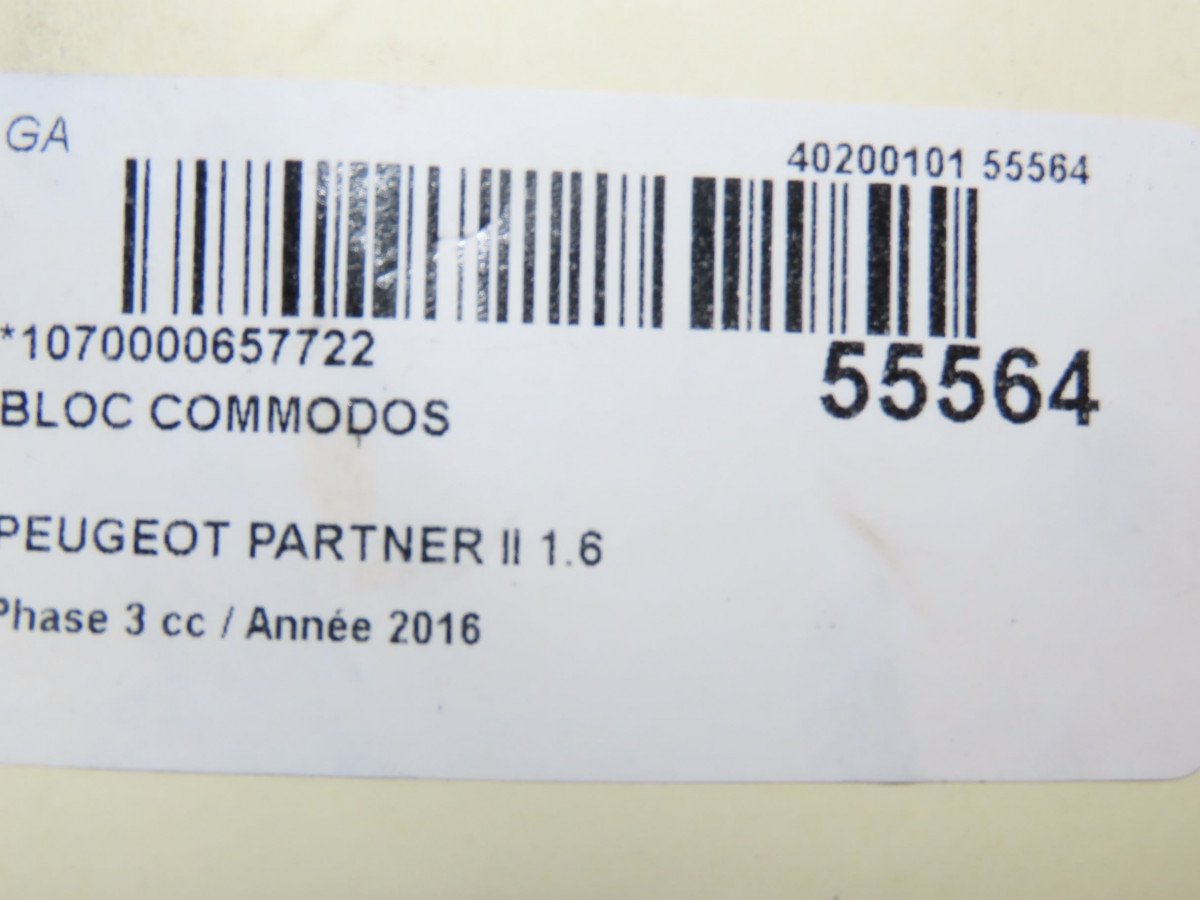 GA
40200101 55564
*1070000657722
55564
BLOC COMMODOS
PEUGEOT PARTNER II 1.6
Phase 3 cc / Année 2016